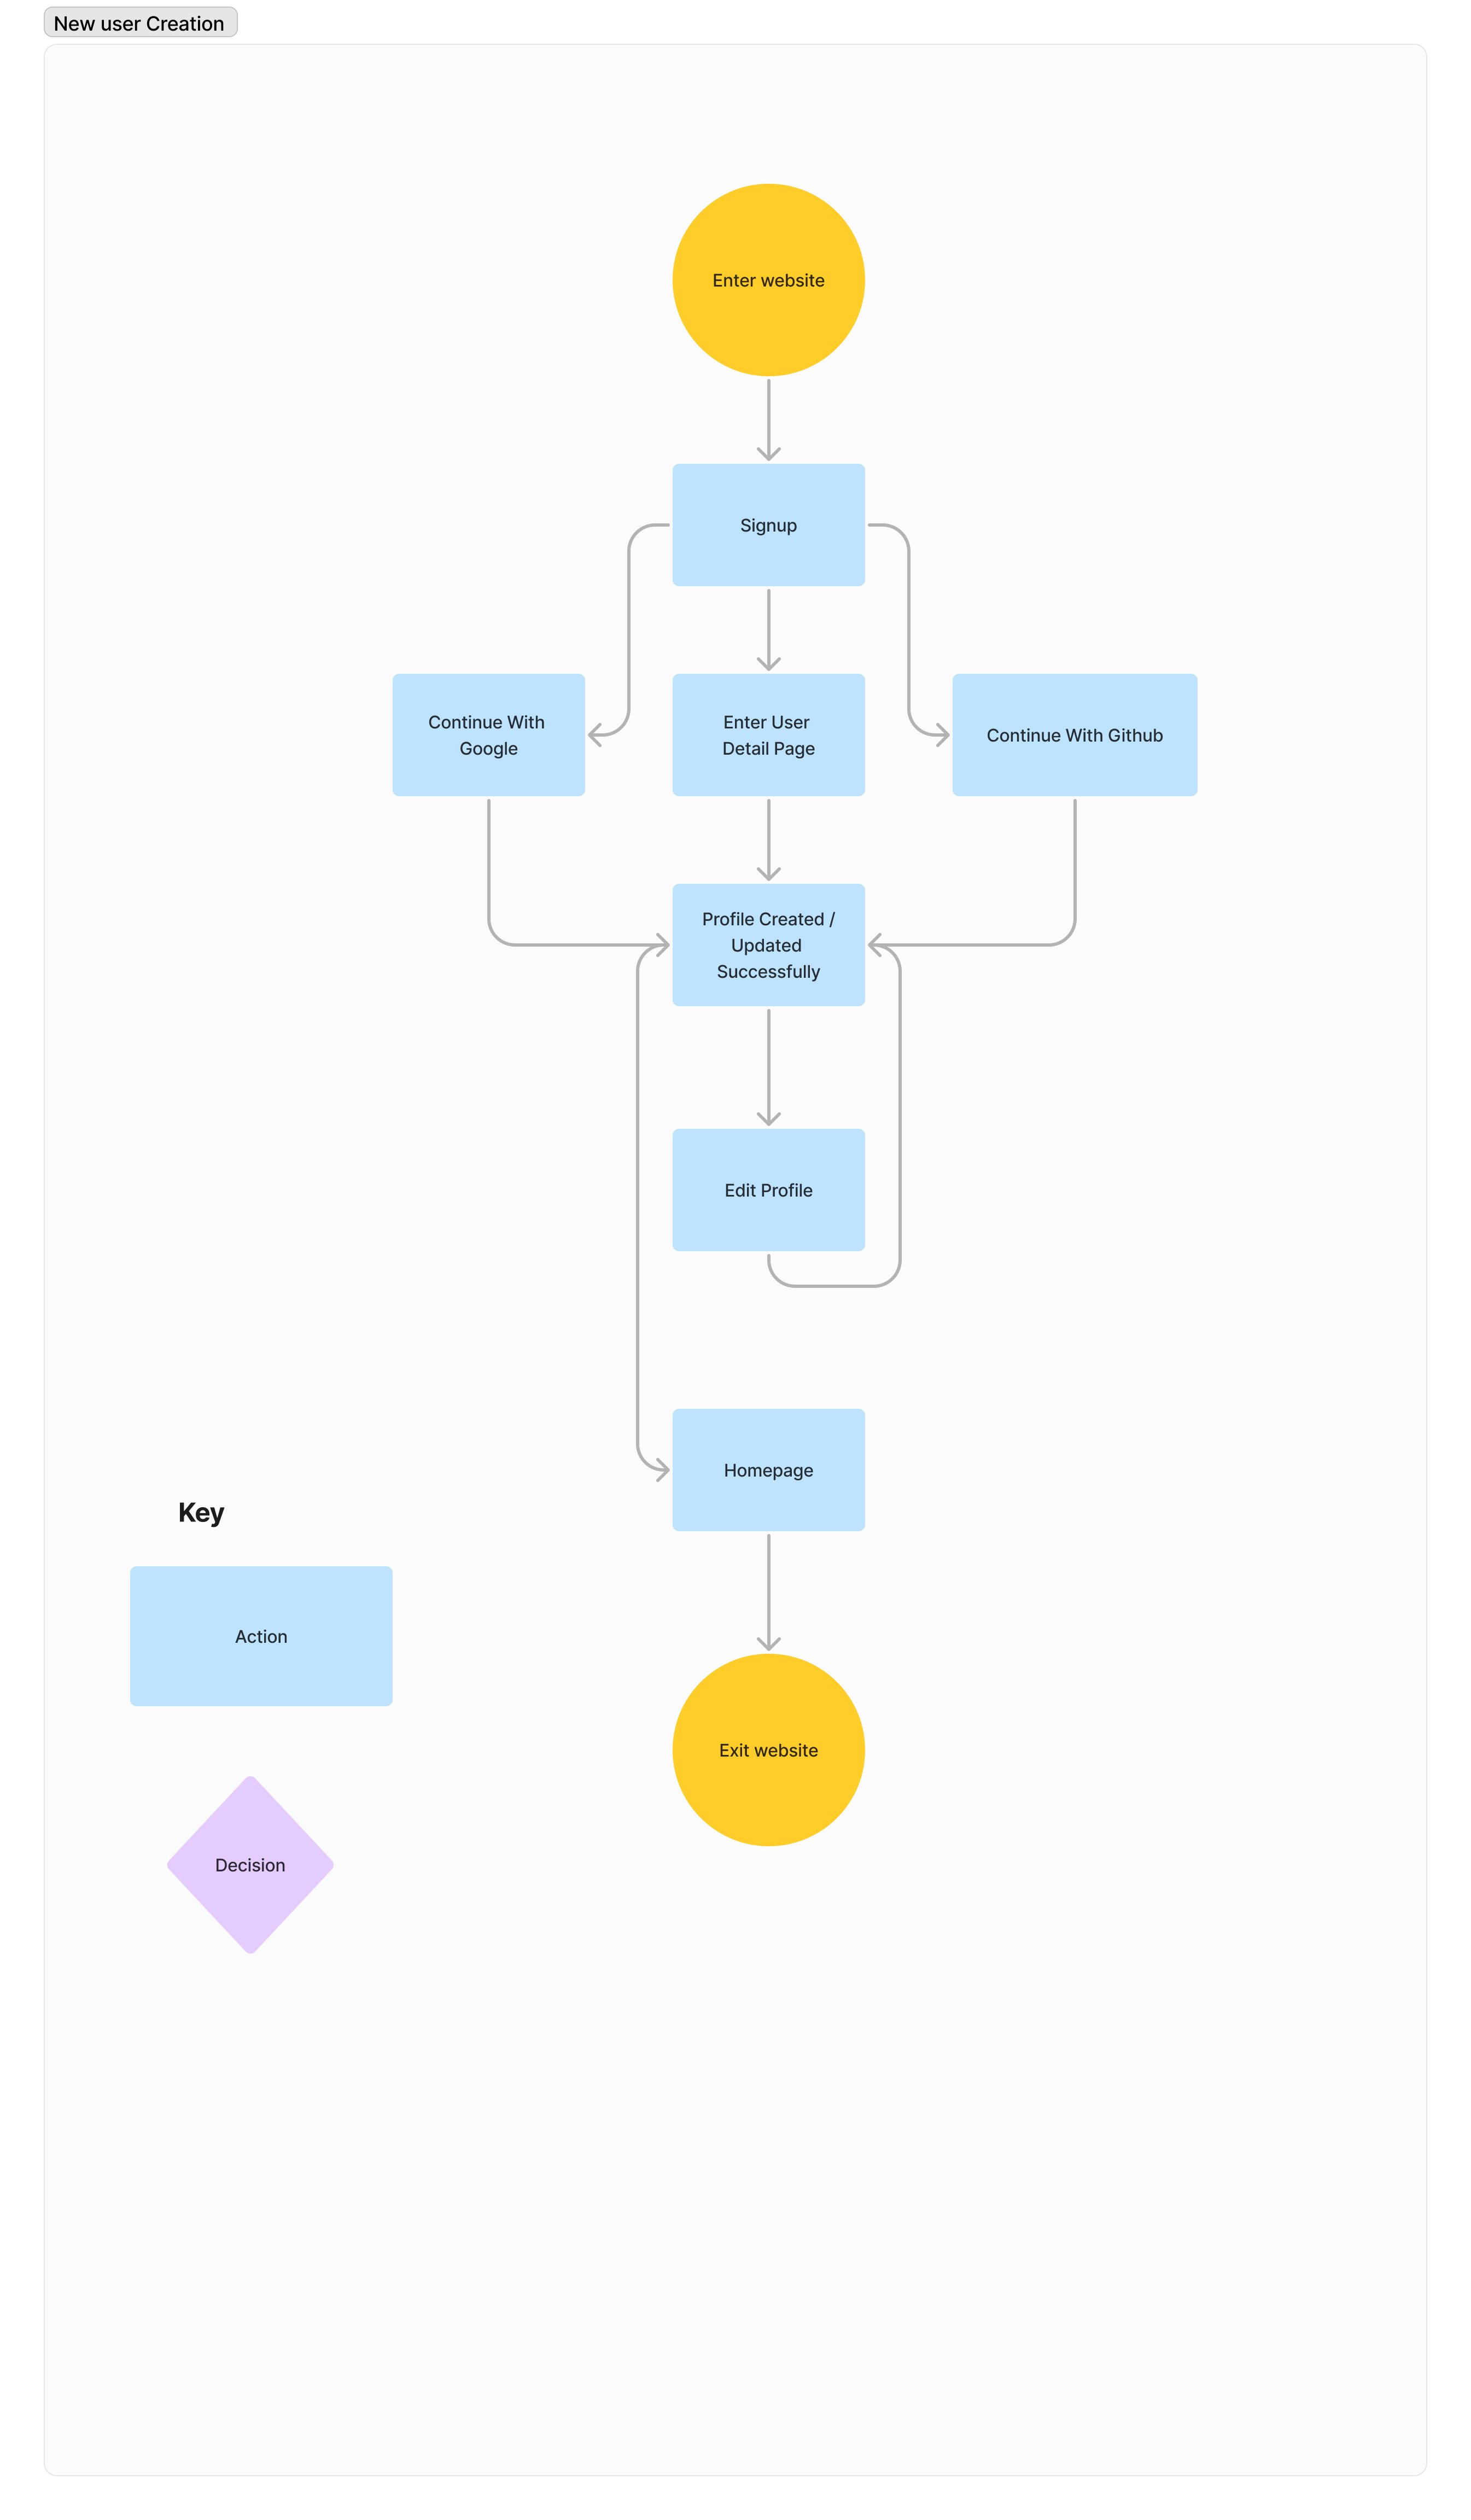 New user Creation
Enter website
Signup
Continue With
Google
Enter User
Detail Page
Continue With Github
Profile Created /
Updated
Successfully
Edit Profile
Homepage
Key
Action
Exit website
Decision